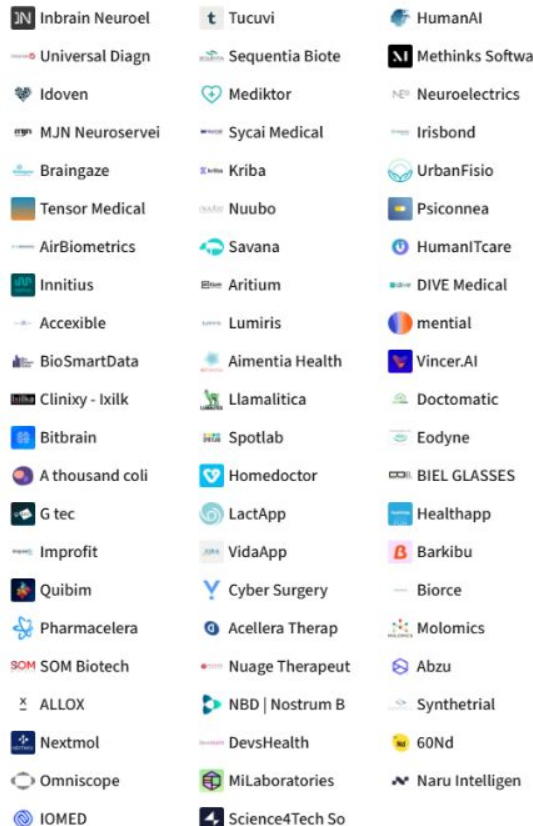 Inbrain Neuroel
Universal Diagn
Idoven
MJN Neuroservei
Braingaze
Tensor Medical
AirBiometrics
Innitius
Accexible
BioSmartData
Clinixy - Ixilk
Bitbrain
A thousand coli
G tec
Improfit
Quibim
Pharmacelera
SOM SOM Biotech
ALLOX
Nextmol
Omniscope
IOMED
t Tucuvi
Sequentia Biote
Mediktor
Sycai Medical
Kriba
Nuubo
Savana
Aritium
Lumiris
Aimentia Health
Llamalitica
Spotlab
Homedoctor
LactApp
VidaApp
Cyber Surgery
Acellera Therap
Nuage Therapeut
NBD | Nostrum B
DevsHealth
MiLaboratories
Science4Tech So
HumanAI
Methinks Softwa
Neuroelectrics
Irisbond
UrbanFisio
Psiconnea
HumanITcare
DIVE Medical
mential
Vincer.AI
Doctomatic
Eodyne
BIEL GLASSES
Healthapp
Barkibu
Biorce
Molomics
Abzu
Synthetrial
60Nd
Naru Intelligen